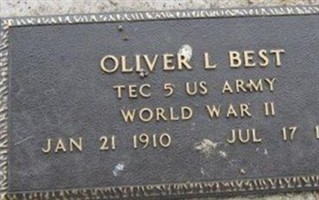 OLIVER L BEST
TEC 5 US ARMY
WORLD WAR II
JAN 21 1910 JUL 17